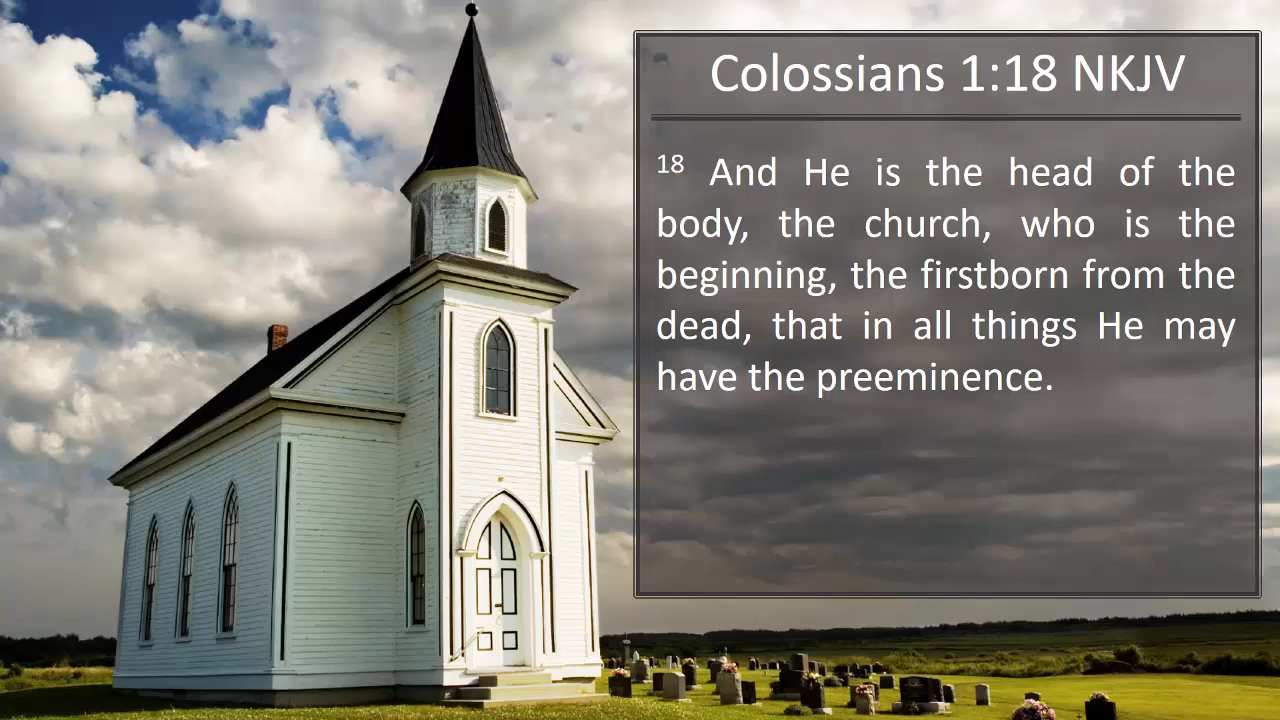 Colossians 1:18 NKJV
18 And He is the head of the
body, the church, who is the
beginning, the firstborn from the
dead, that in all things He may
have the preeminence.